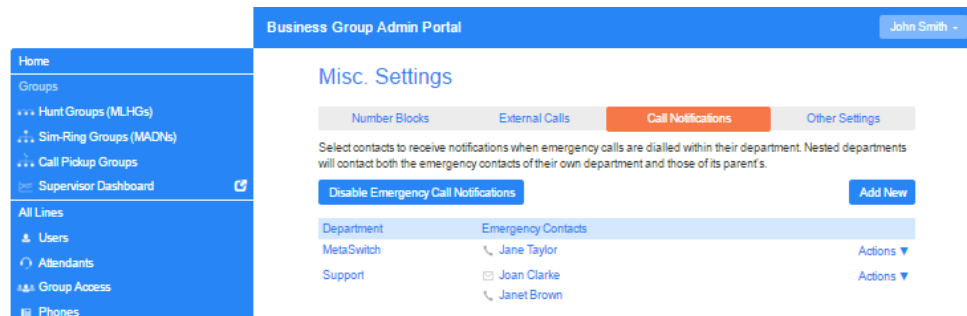 Business Group Admin Portal
John Smith
Home
Groups
Hunt Groups (MLHGs)
Sim-Ring Groups (MADNs)
Call Pickup Groups
Supervisor Dashboard
All Lines
Users
Attendants
Group Access
Phones
Misc. Settings
Number Blocks External Calls Call Notifications Other Settings
Select contacts to receive notifications when emergency calls are dialled within their department. Nested departments
will contact both the emergency contacts of their own department and those of its parent's.
Disable Emergency Call Notifications Add New
Department Emergency Contacts
MetaSwitch Jane Taylor Actions ▼
Support Joan Clarke Actions ▼
Janet Brown